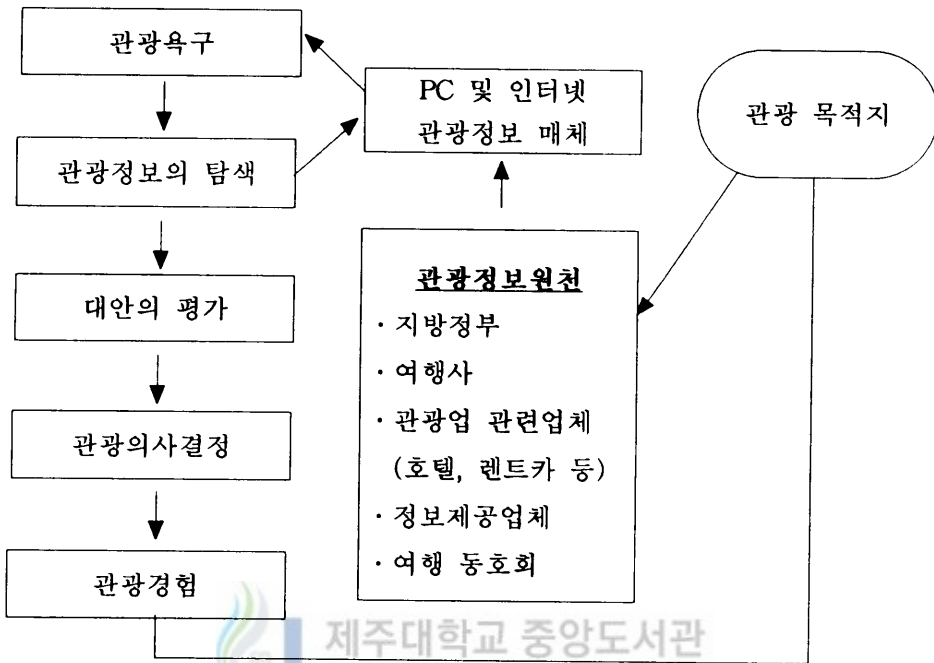 관광욕구
관광정보의 탐색
대안의 평가
관광의사결정
관광경험
PC 및 인터넷
관광정보 매체
관광정보원천
· 지방정부
· 여행사
· 관광업 관련업체
(호텔, 렌트카 등)
· 정보제공업체
· 여행 동호회
관광 목적지
제주대학교 중앙도서관